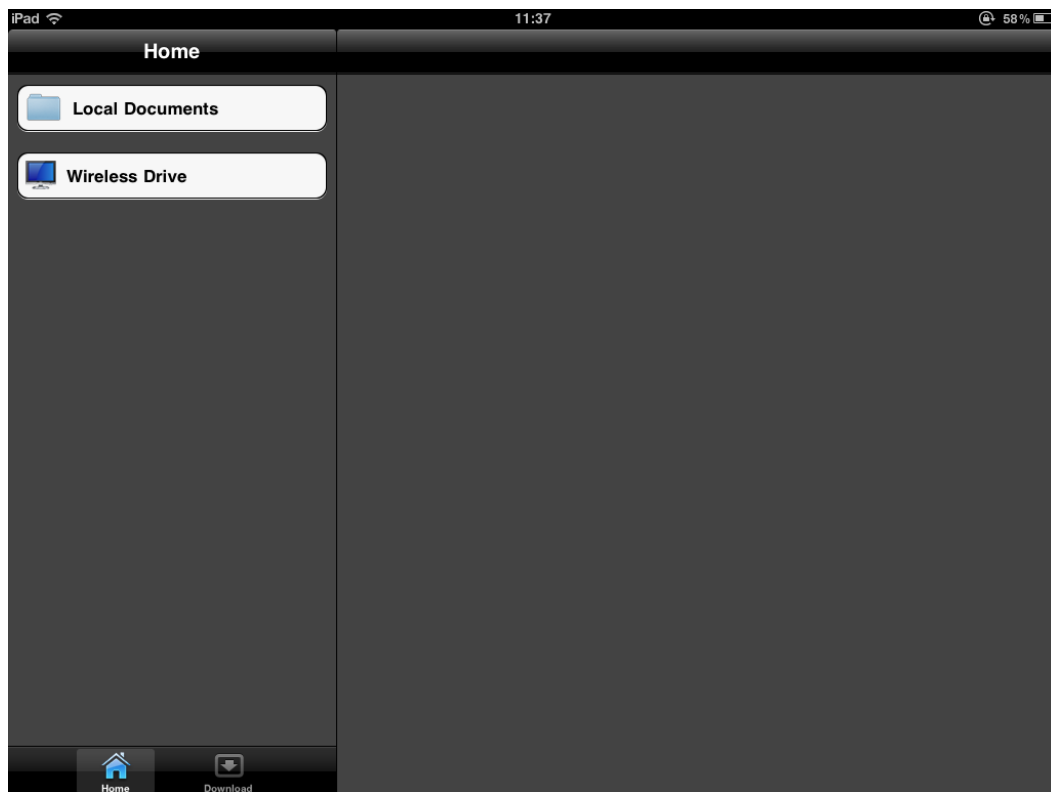 iPad 11:37 58%
Home
Local Documents
Wireless Drive
Home Download